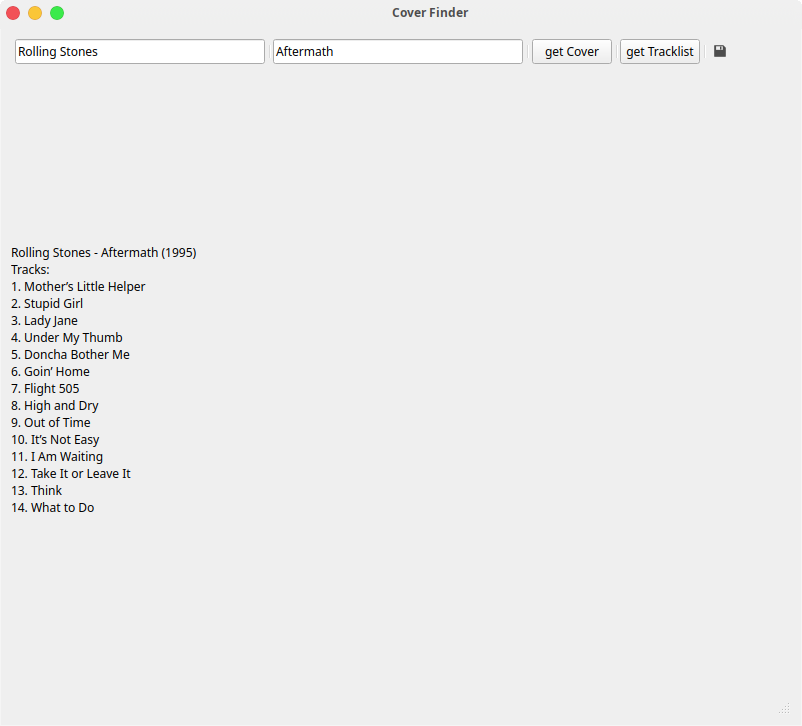 Cover Finder
Rolling Stones Aftermath get Cover get Tracklist
Rolling Stones - Aftermath (1995)
Tracks:
1. Mother’s Little Helper
2. Stupid Girl
3. Lady Jane
4. Under My Thumb
5. Doncha Bother Me
6. Goin’ Home
7. Flight 505
8. High and Dry
9. Out of Time
10. It’s Not Easy
11. I Am Waiting
12. Take It or Leave It
13. Think
14. What to Do